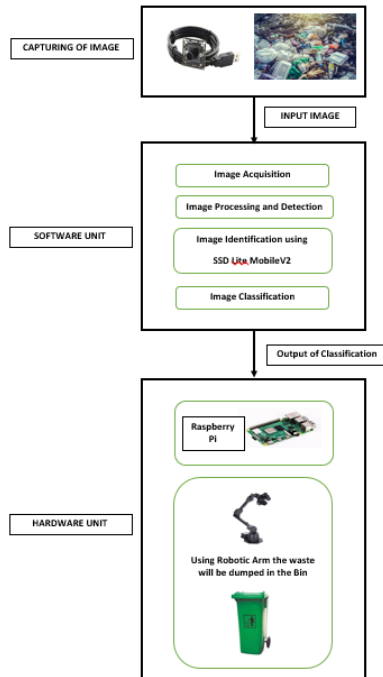 CAPTURING OF IMAGE
INPUT IMAGE
SOFTWARE UNIT
Image Acquisition
Image Processing and Detection
Image Identification using
SSD Lite MobileV2
Image Classification
Output of Classification
HARDWARE UNIT
Raspberry
Pi
Using Robotic Arm the waste
will be dumped in the Bin